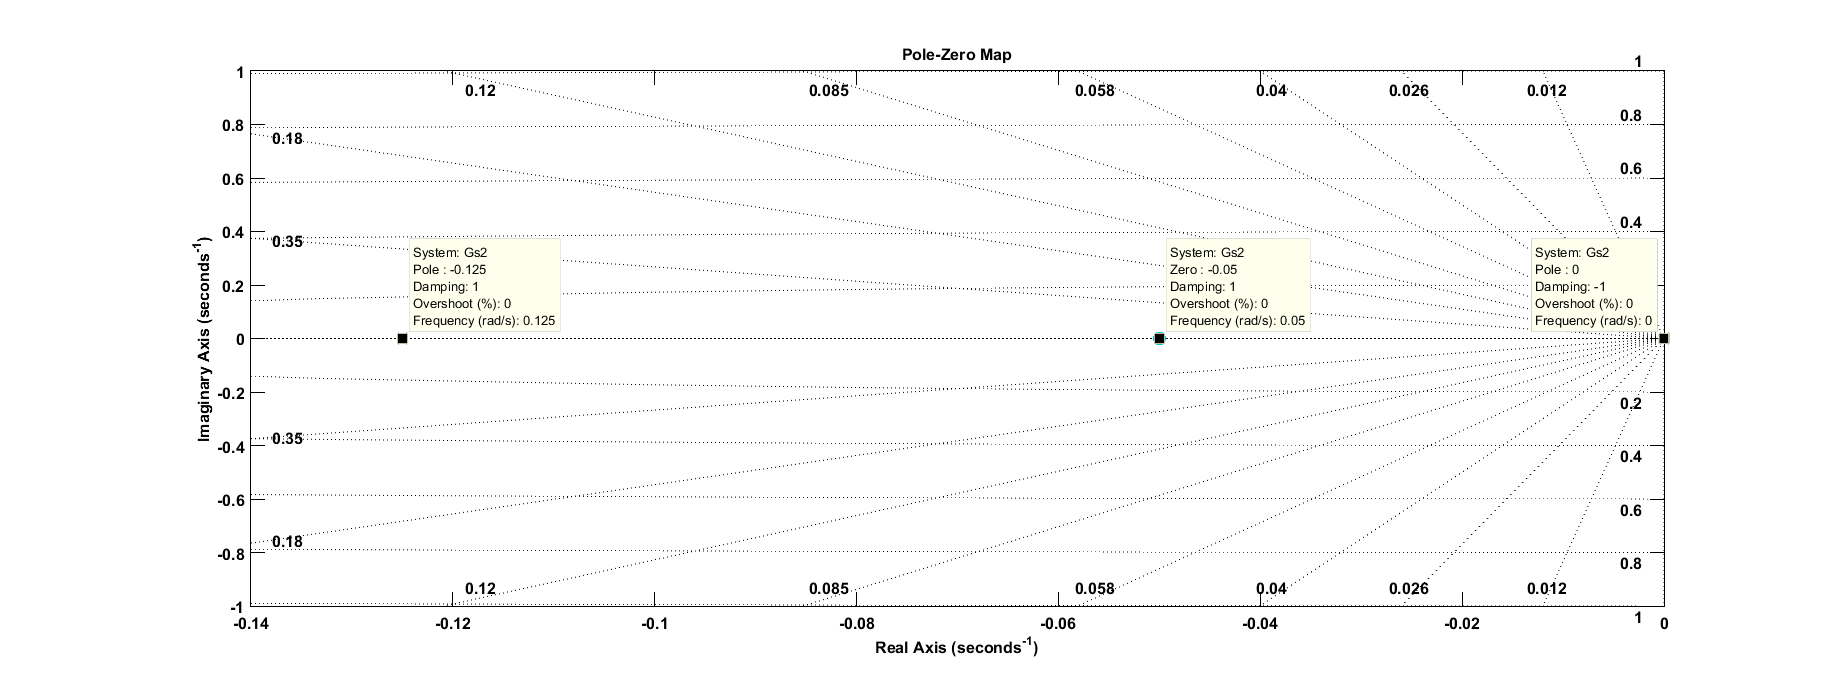 Pole-Zero Map
1
1
0.12
0.085
0.058
0.04
0.026
0.012
0.8
0.8
0.18
0.6
0.6
0.4
0.4
0.35
System: Gs2
Pole : -0.125
Damping: 1
Overshoot (%): 0
Frequency (rad/s): 0.125
System: Gs2
Zero : -0.05
Damping: 1
Overshoot (%): 0
Frequency (rad/s): 0.05
System: Gs2
Pole : 0
Damping: -1
Overshoot (%): 0
Frequency (rad/s): 0
0.2
0
Imaginary Axis (seconds-1)
-0.2
0.2
-0.4
0.35
0.4
-0.6
0.6
0.18
-0.8
0.8
0.12
0.085
0.058
0.04
0.026
0.012
-1
1
-0.14
-0.12
-0.1
-0.08
-0.06
-0.04
-0.02
0
Real Axis (seconds-1)